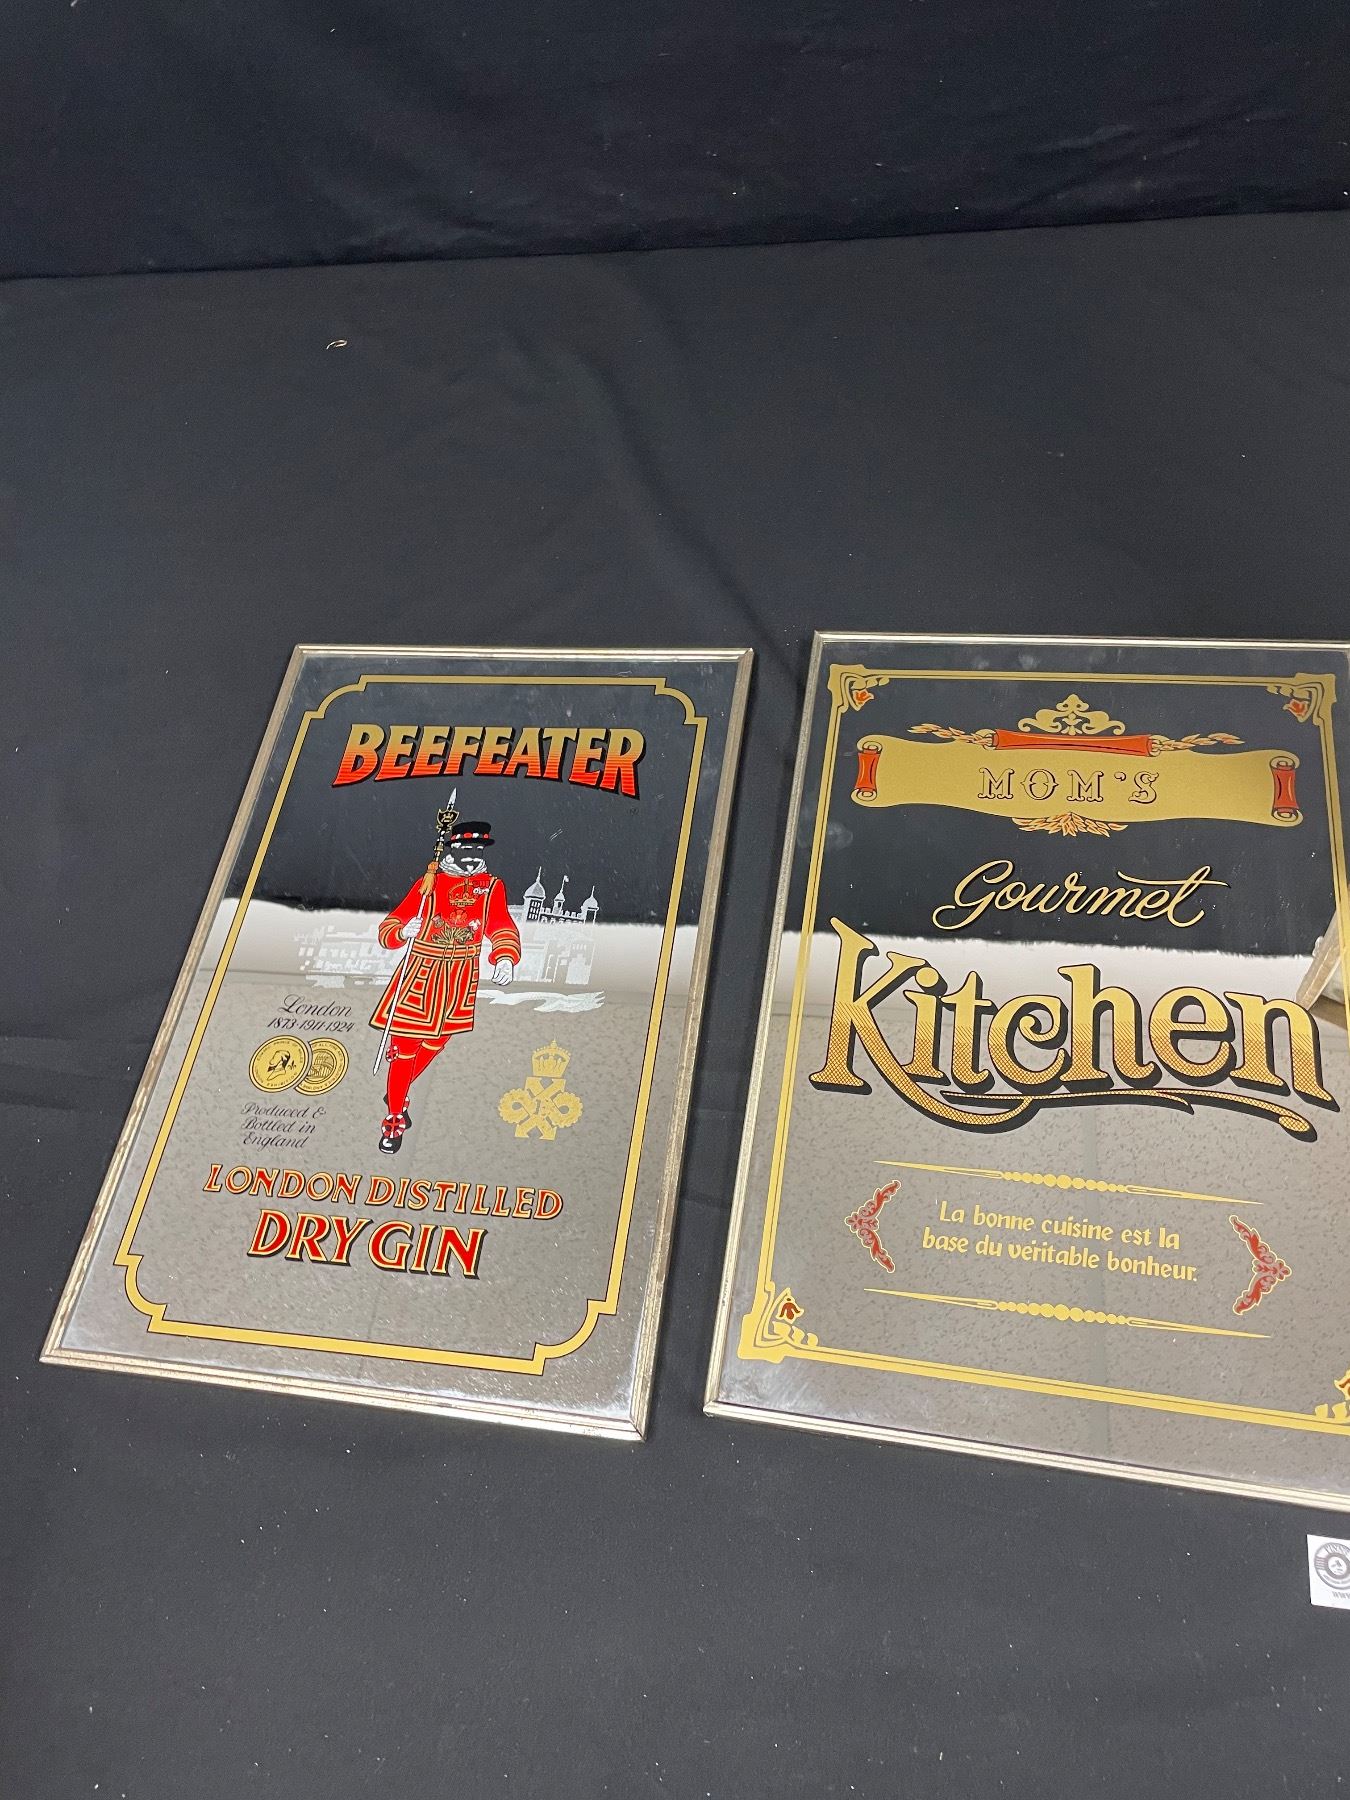 BEEFEATER
London
1873·1911·1924
Produced &
Bottled in
England
LONDON DISTILLED
DRY GIN
MOM'S
Gourmet
Kitchen
La bonne cuisine est la
base du véritable bonheur.